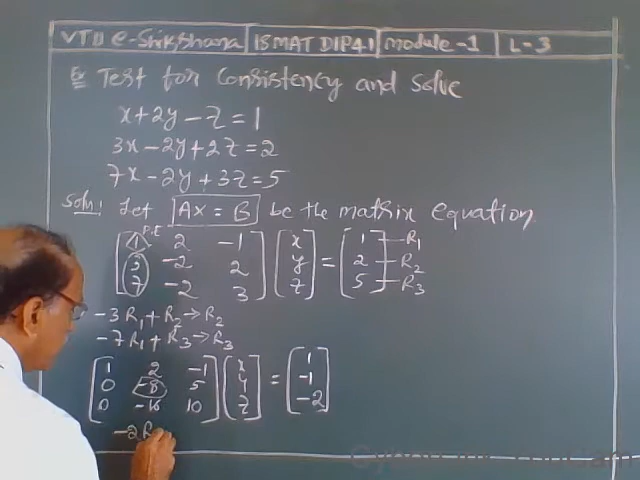 VTU e-Shikshana 18MAT DIP41 Module-1 L-3
Ex Test for Consistency and Solve
x+2y-z=1
3x-2y+2z=2
7x-2y+3z=5
Soln: Let AX = B be the matrix equation.
P.E
1 2 -1 x 1 R1
3 -2 2 y = 2 R2
7 -2 3 z 5 R3
-3R1+R2→R2
-7R1+R3→R3
1 2 -1 x 1
0 -8 5 y = -1
0 -16 10 z -2
-2R